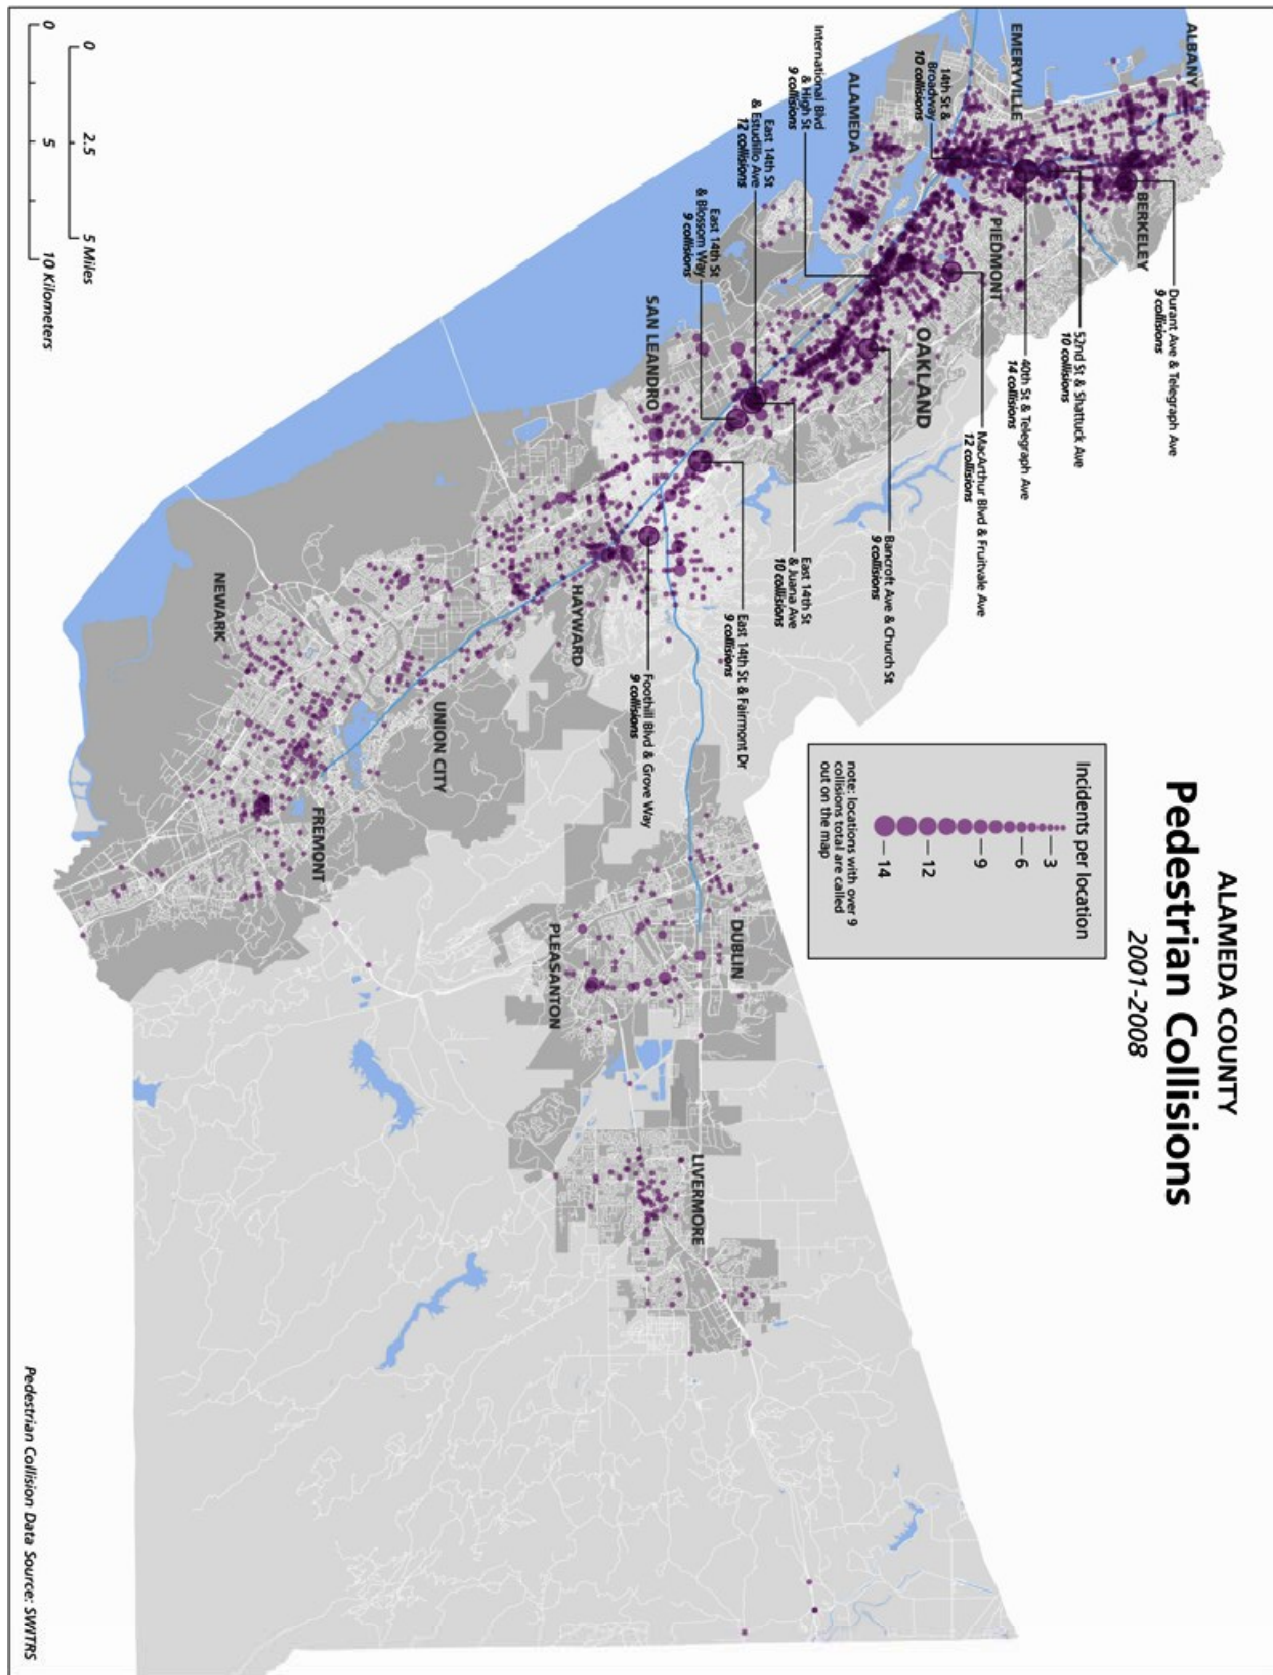 ALAMEDA COUNTY
Pedestrian Collisions
2001-2008
Incidents per location
3
6
9
12
14
note: locations with over 9
collisions total are called
out on the map
ALBANY
BERKELEY
EMERYVILLE
PIEDMONT
OAKLAND
ALAMEDA
SAN LEANDRO
HAYWARD
UNION CITY
NEWARK
FREMONT
DUBLIN
PLEASANTON
LIVERMORE
Durant Ave & Telegraph Ave
9 collisions
52nd St & Shattuck Ave
10 collisions
40th St & Telegraph Ave
14 collisions
MacArthur Blvd & Fruitvale Ave
12 collisions
Bancroft Ave & Church St
9 collisions
East 14th St
& Juana Ave
10 collisions
East 14th St & Fairmont Dr
9 collisions
Foothill Blvd & Grove Way
9 collisions
14th St &
Broadway
10 collisions
International Blvd
& High St
9 collisions
East 14th St
& Estudillo Ave
12 collisions
East 14th St
& Blossom Way
9 collisions
0 2.5 5 Miles
0 5 10 Kilometers
Pedestrian Collision Data Source: SWITRS